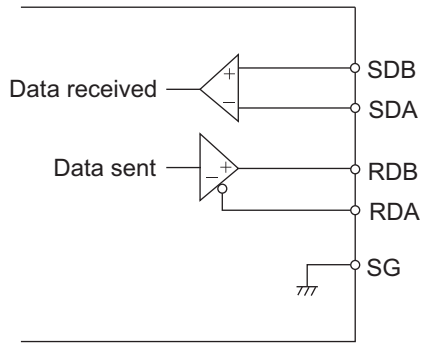 SDB
Data received
SDA
Data sent
RDB
RDA
SG